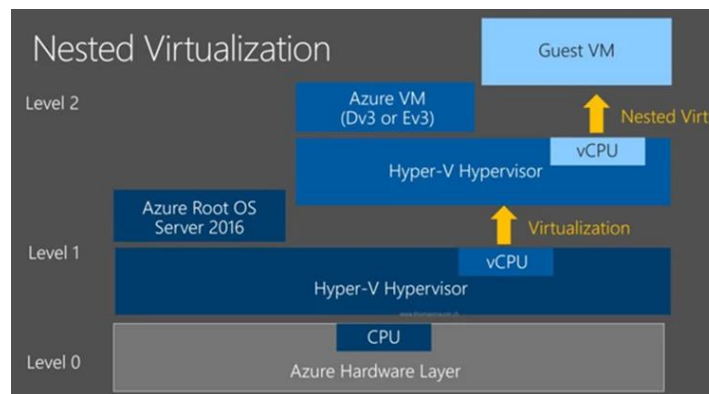 Nested Virtualization
Guest VM
Level 2
Azure VM
(Dv3 or Ev3)
Nested Virt
vCPU
Hyper-V Hypervisor
Azure Root OS
Server 2016
Virtualization
Level 1
vCPU
Hyper-V Hypervisor
CPU
Level 0
Azure Hardware Layer